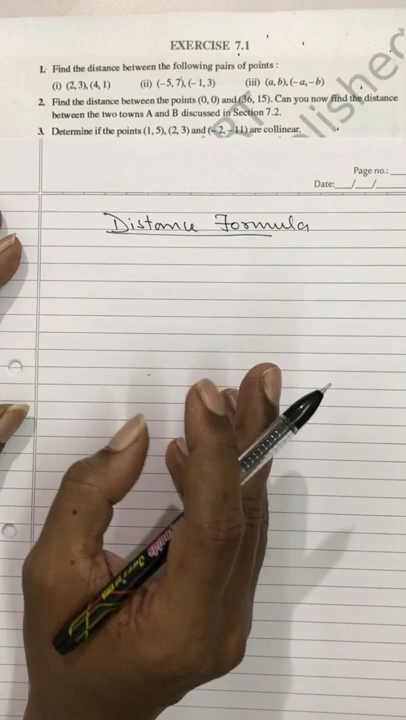 EXERCISE 7.1
1. Find the distance between the following pairs of points :
(i) (2, 3), (4, 1) (ii) (– 5, 7), (– 1, 3) (iii) (a, b), (– a, – b)
2. Find the distance between the points (0, 0) and (36, 15). Can you now find the distance
between the two towns A and B discussed in Section 7.2.
3. Determine if the points (1, 5), (2, 3) and (– 2, – 11) are collinear.
Page no.:
Date: / /
Distance Formula